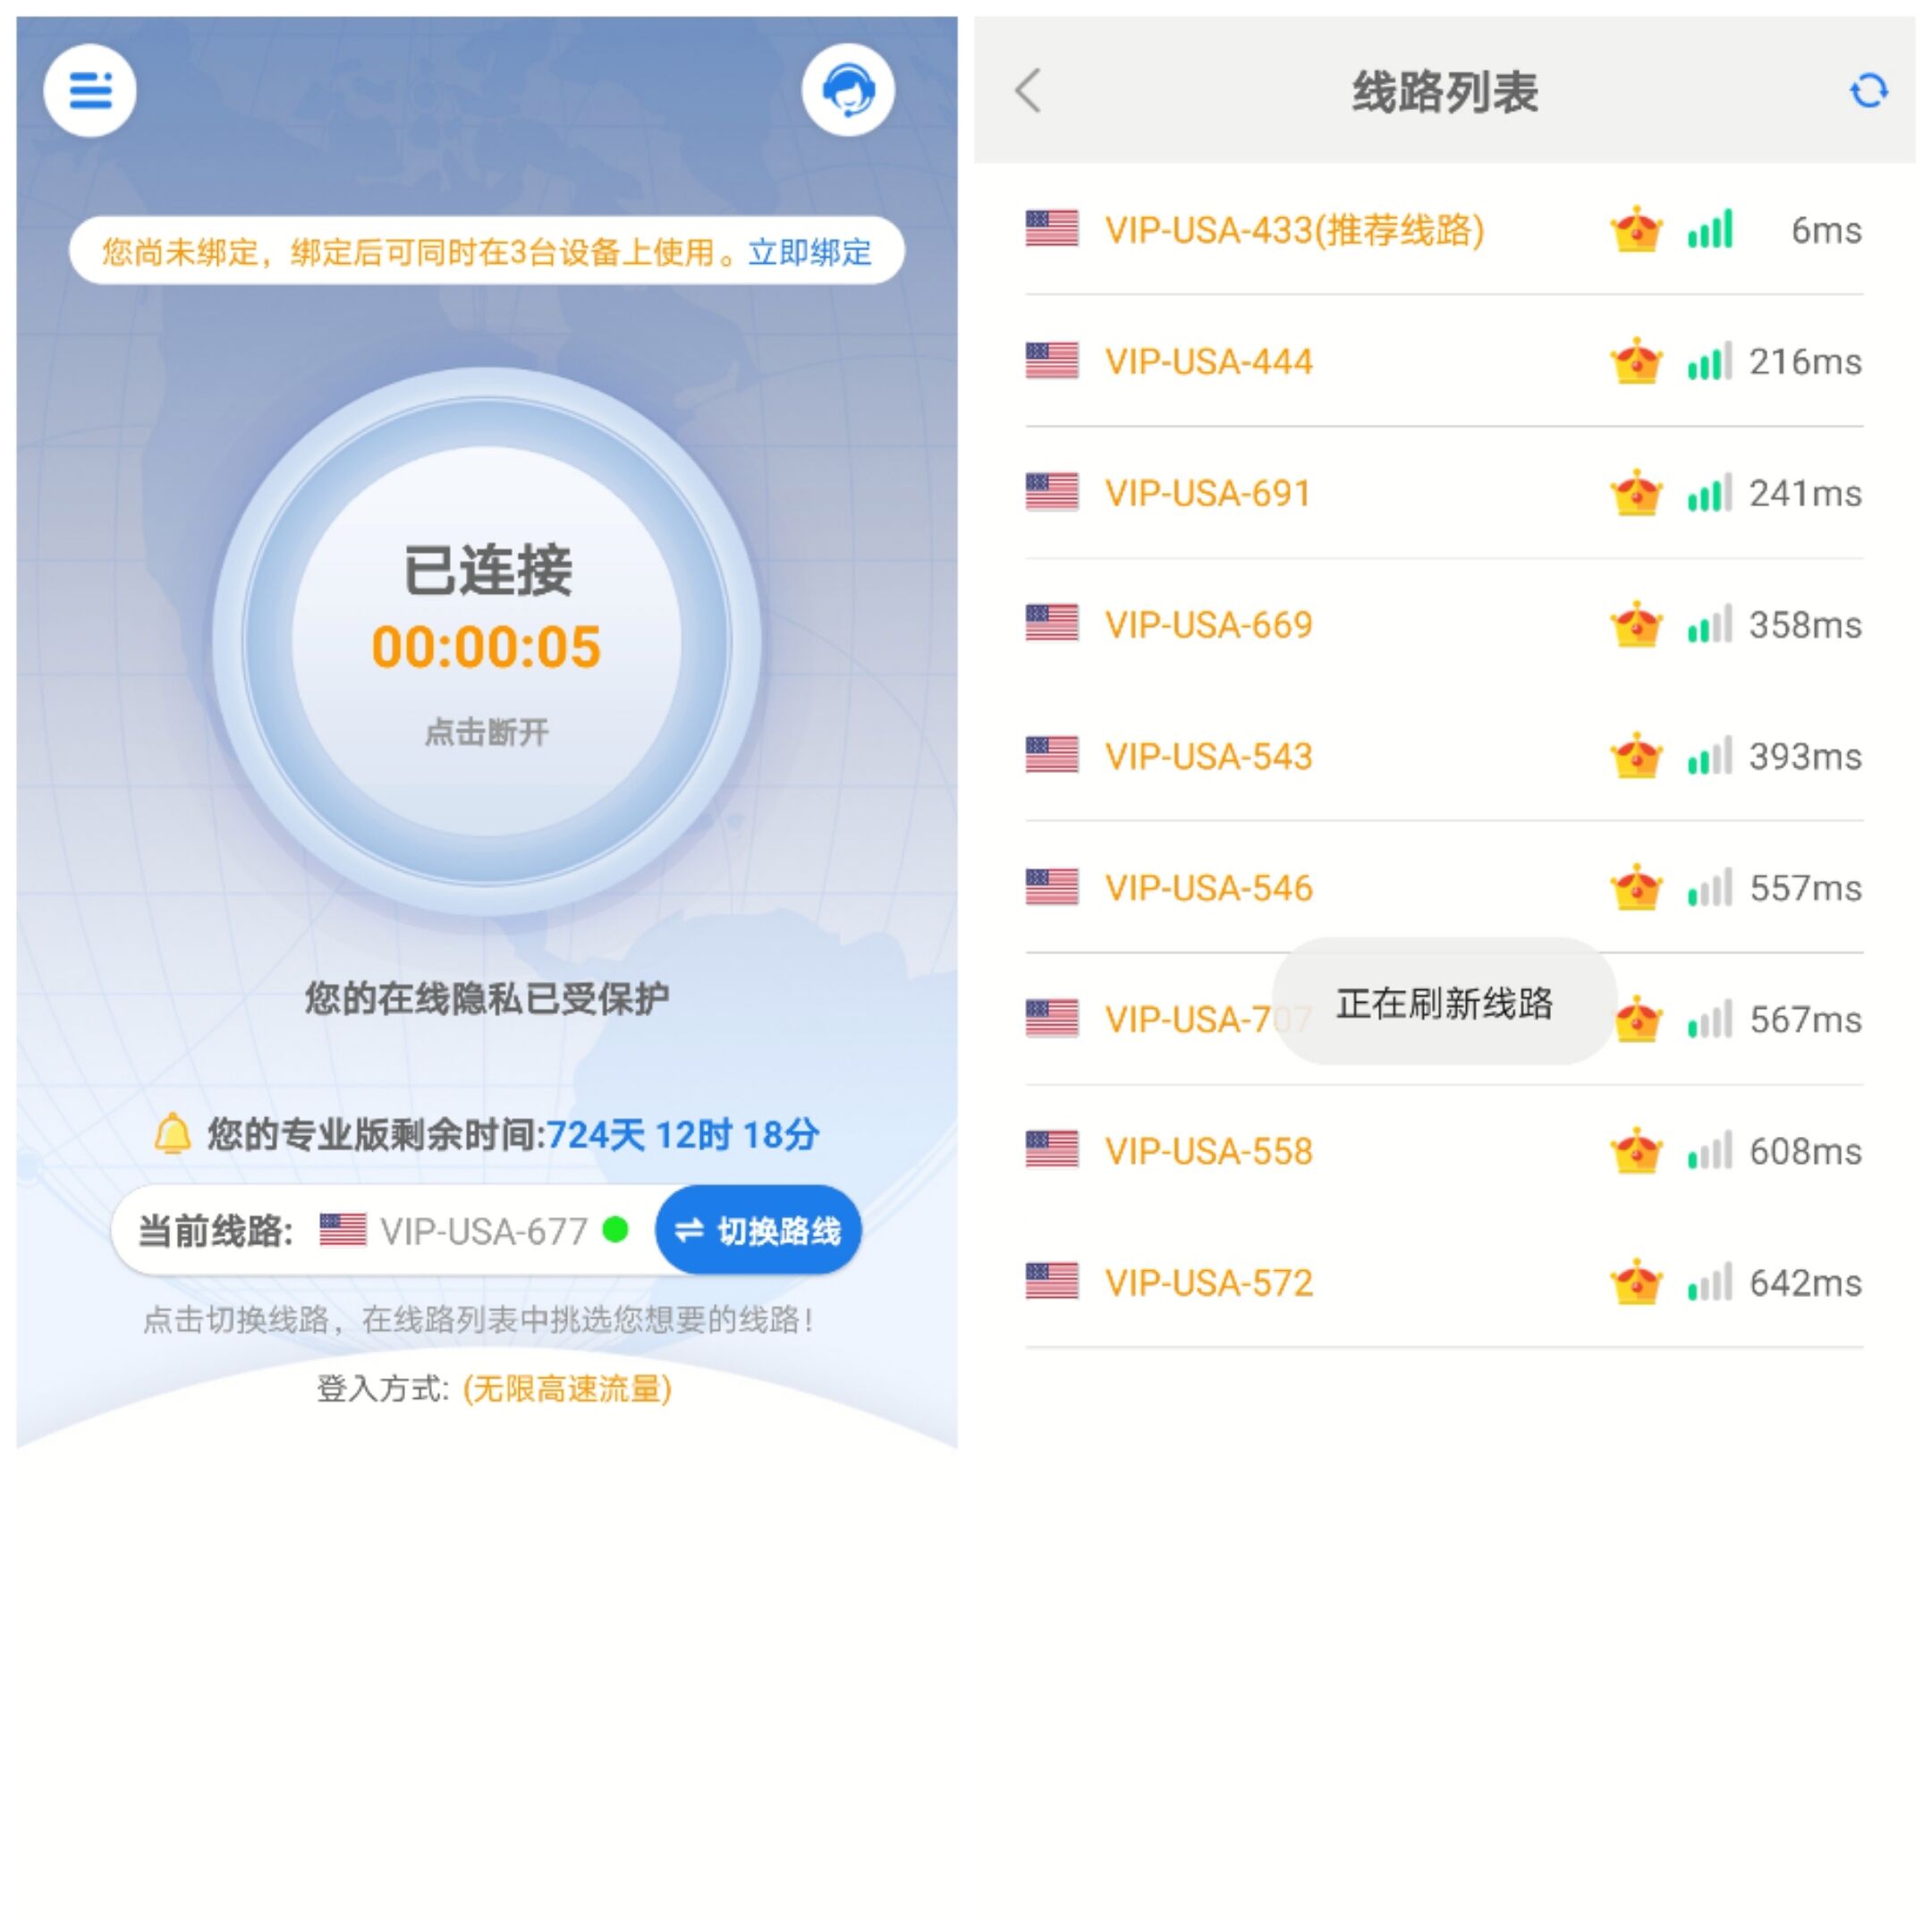 您尚未绑定，绑定后可同时在3台设备上使用。立即绑定
已连接
00:00:05
点击断开
您的在线隐私已受保护
您的专业版剩余时间:724天 12时 18分
当前线路: VIP-USA-677 切换路线
点击切换线路，在线路列表中挑选您想要的线路！
登入方式: (无限高速流量)
线路列表
VIP-USA-433(推荐线路) 6ms
VIP-USA-444 216ms
VIP-USA-691 241ms
VIP-USA-669 358ms
VIP-USA-543 393ms
VIP-USA-546 557ms
正在刷新线路
VIP-USA-707 567ms
VIP-USA-558 608ms
VIP-USA-572 642ms